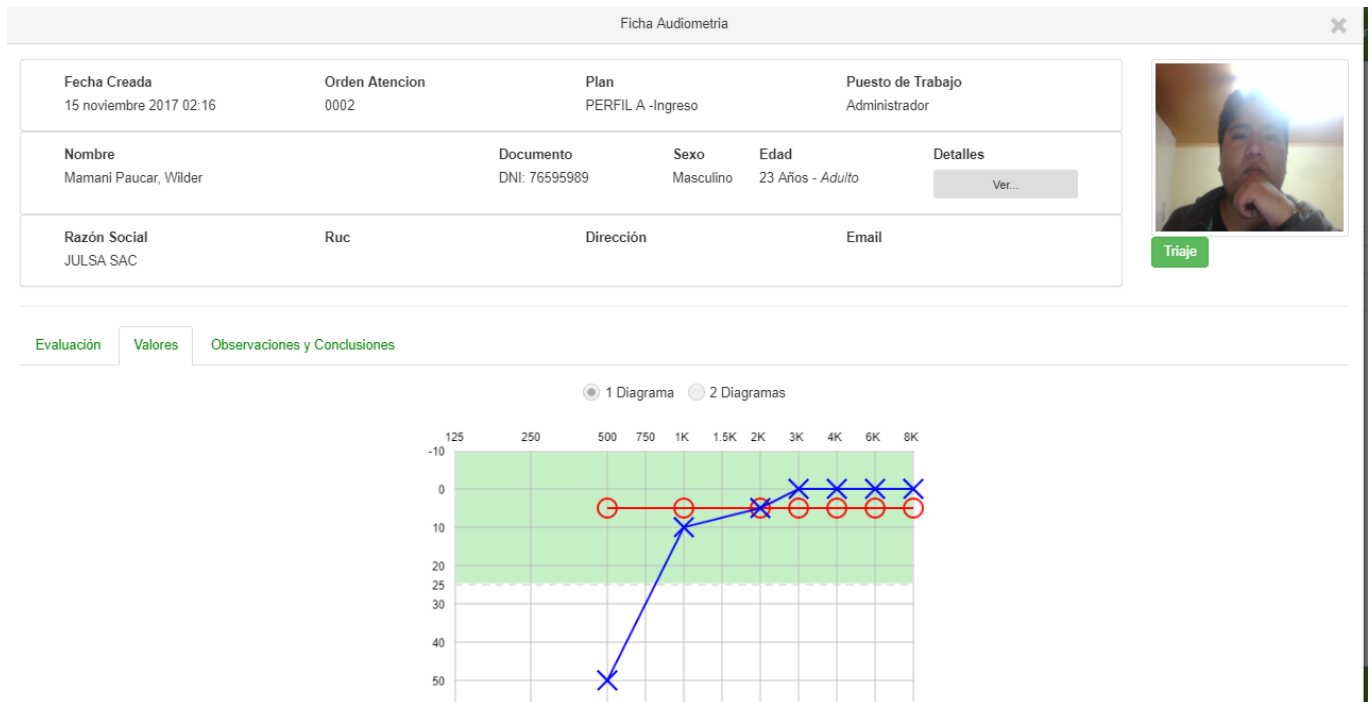 Ficha Audiometria
Fecha Creada Orden Atencion Plan Puesto de Trabajo
15 noviembre 2017 02:16 0002 PERFIL A -Ingreso Administrador
Nombre Documento Sexo Edad Detalles
Mamani Paucar, Wilder DNI: 76595989 Masculino 23 Años - Adulto Ver...
Razón Social Ruc Dirección Email
JULSA SAC
Triaje
Evaluación Valores Observaciones y Conclusiones
1 Diagrama 2 Diagramas
125 250 500 750 1K 1.5K 2K 3K 4K 6K 8K
-10
0
10
20
25
30
40
50